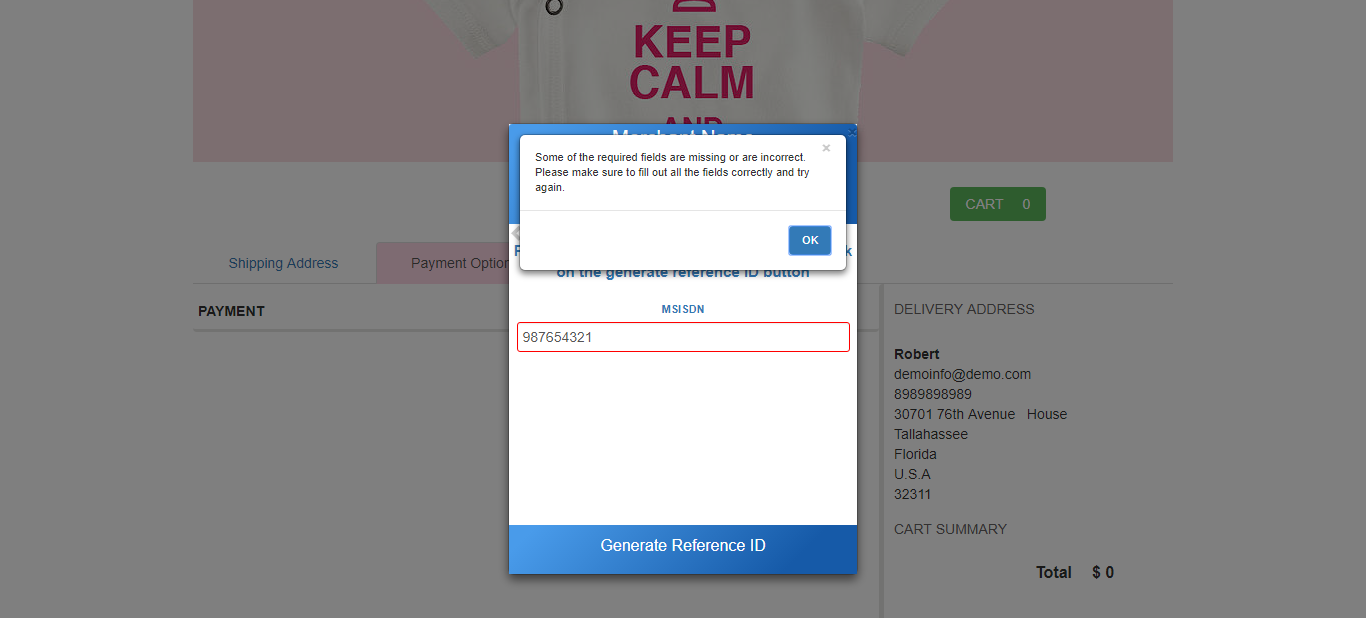 KEEP
CALM
AND
Merchant Name
×
Some of the required fields are missing or are incorrect.
Please make sure to fill out all the fields correctly and try
again.
OK
on the generate reference ID button
MSISDN
987654321
Generate Reference ID
CART 0
Shipping Address
Payment Option
PAYMENT
DELIVERY ADDRESS
Robert
demoinfo@demo.com
8989898989
30701 76th Avenue House
Tallahassee
Florida
U.S.A
32311
CART SUMMARY
Total $ 0